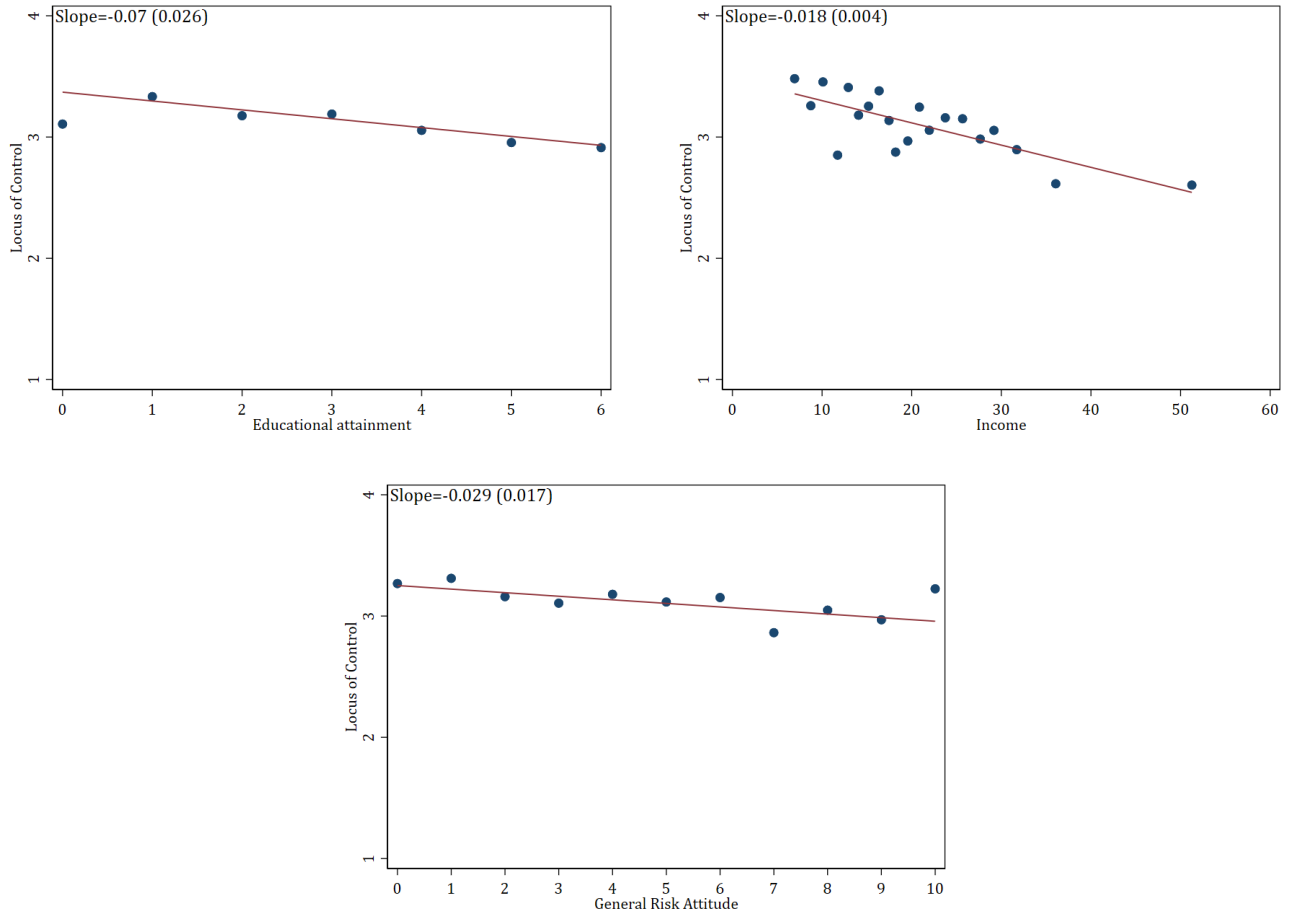 Slope=-0.07 (0.026)
4
3
2
1
Locus of Control
0 1 2 3 4 5 6
Educational attainment
Slope=-0.018 (0.004)
4
3
2
1
Locus of Control
0 10 20 30 40 50 60
Income
Slope=-0.029 (0.017)
4
3
2
1
Locus of Control
0 1 2 3 4 5 6 7 8 9 10
General Risk Attitude